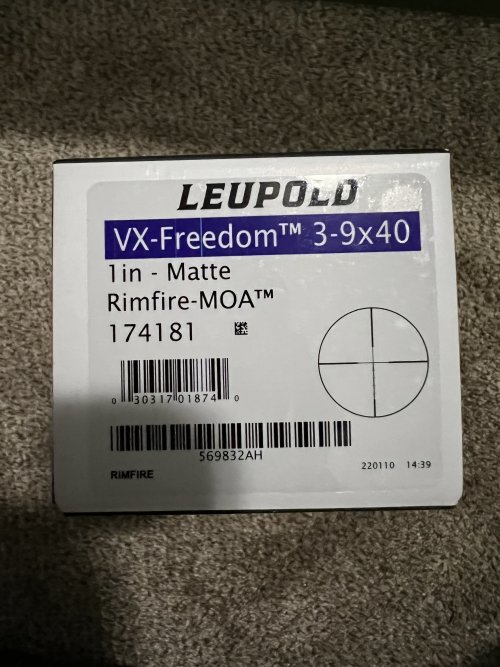 LEUPOLD
VX-Freedom™ 3-9x40
1in - Matte
Rimfire-MOA™
174181
0 30317 01874 0
569832AH
RIMFIRE
220110 14:39